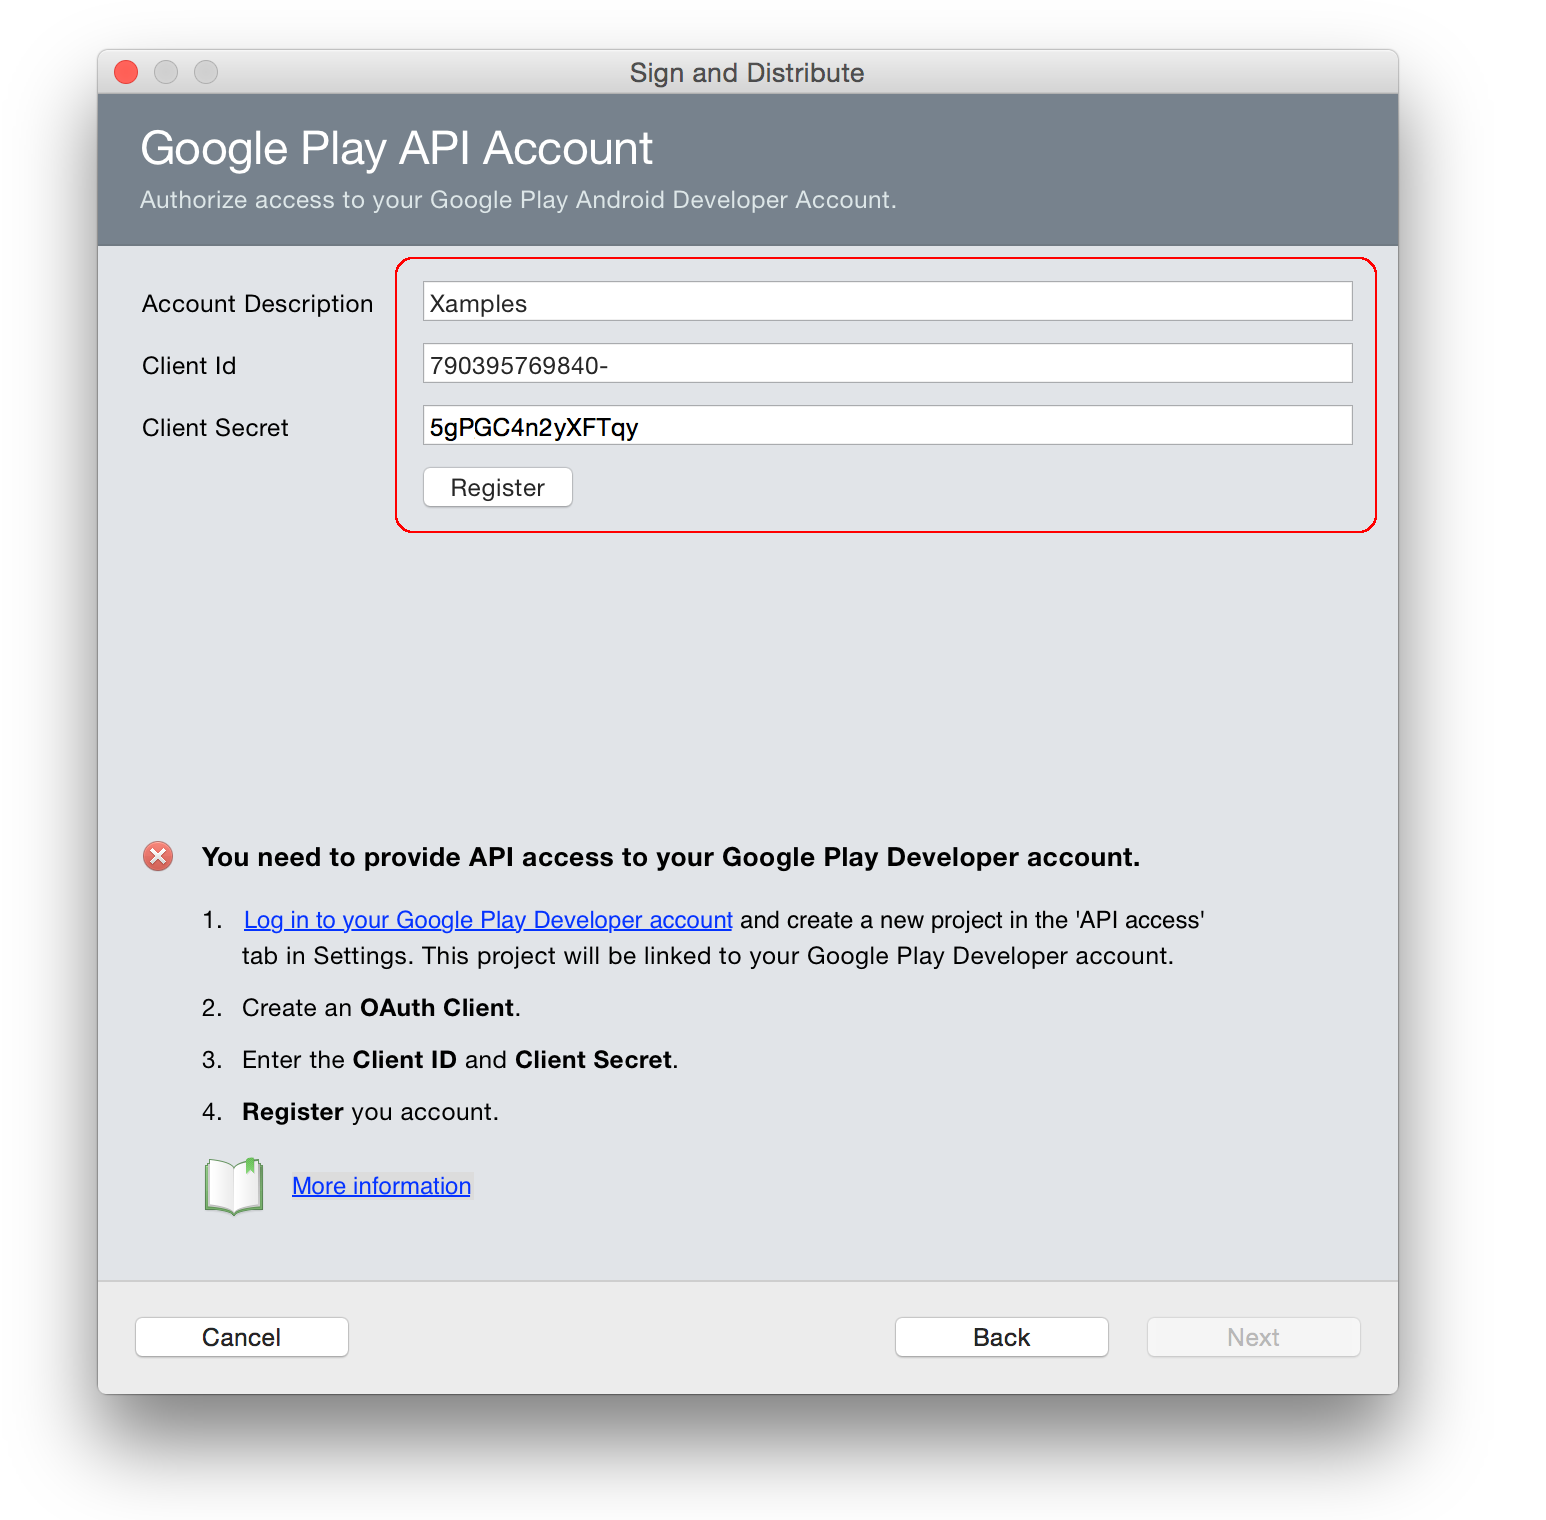 Sign and Distribute
Google Play API Account
Authorize access to your Google Play Android Developer Account.
Account Description
Xamples
Client Id
790395769840-
Client Secret
5gPGC4n2yXFTqy
Register
You need to provide API access to your Google Play Developer account.
1. Log in to your Google Play Developer account and create a new project in the 'API access'
tab in Settings. This project will be linked to your Google Play Developer account.
2. Create an OAuth Client.
3. Enter the Client ID and Client Secret.
4. Register you account.
More information
Cancel
Back
Next